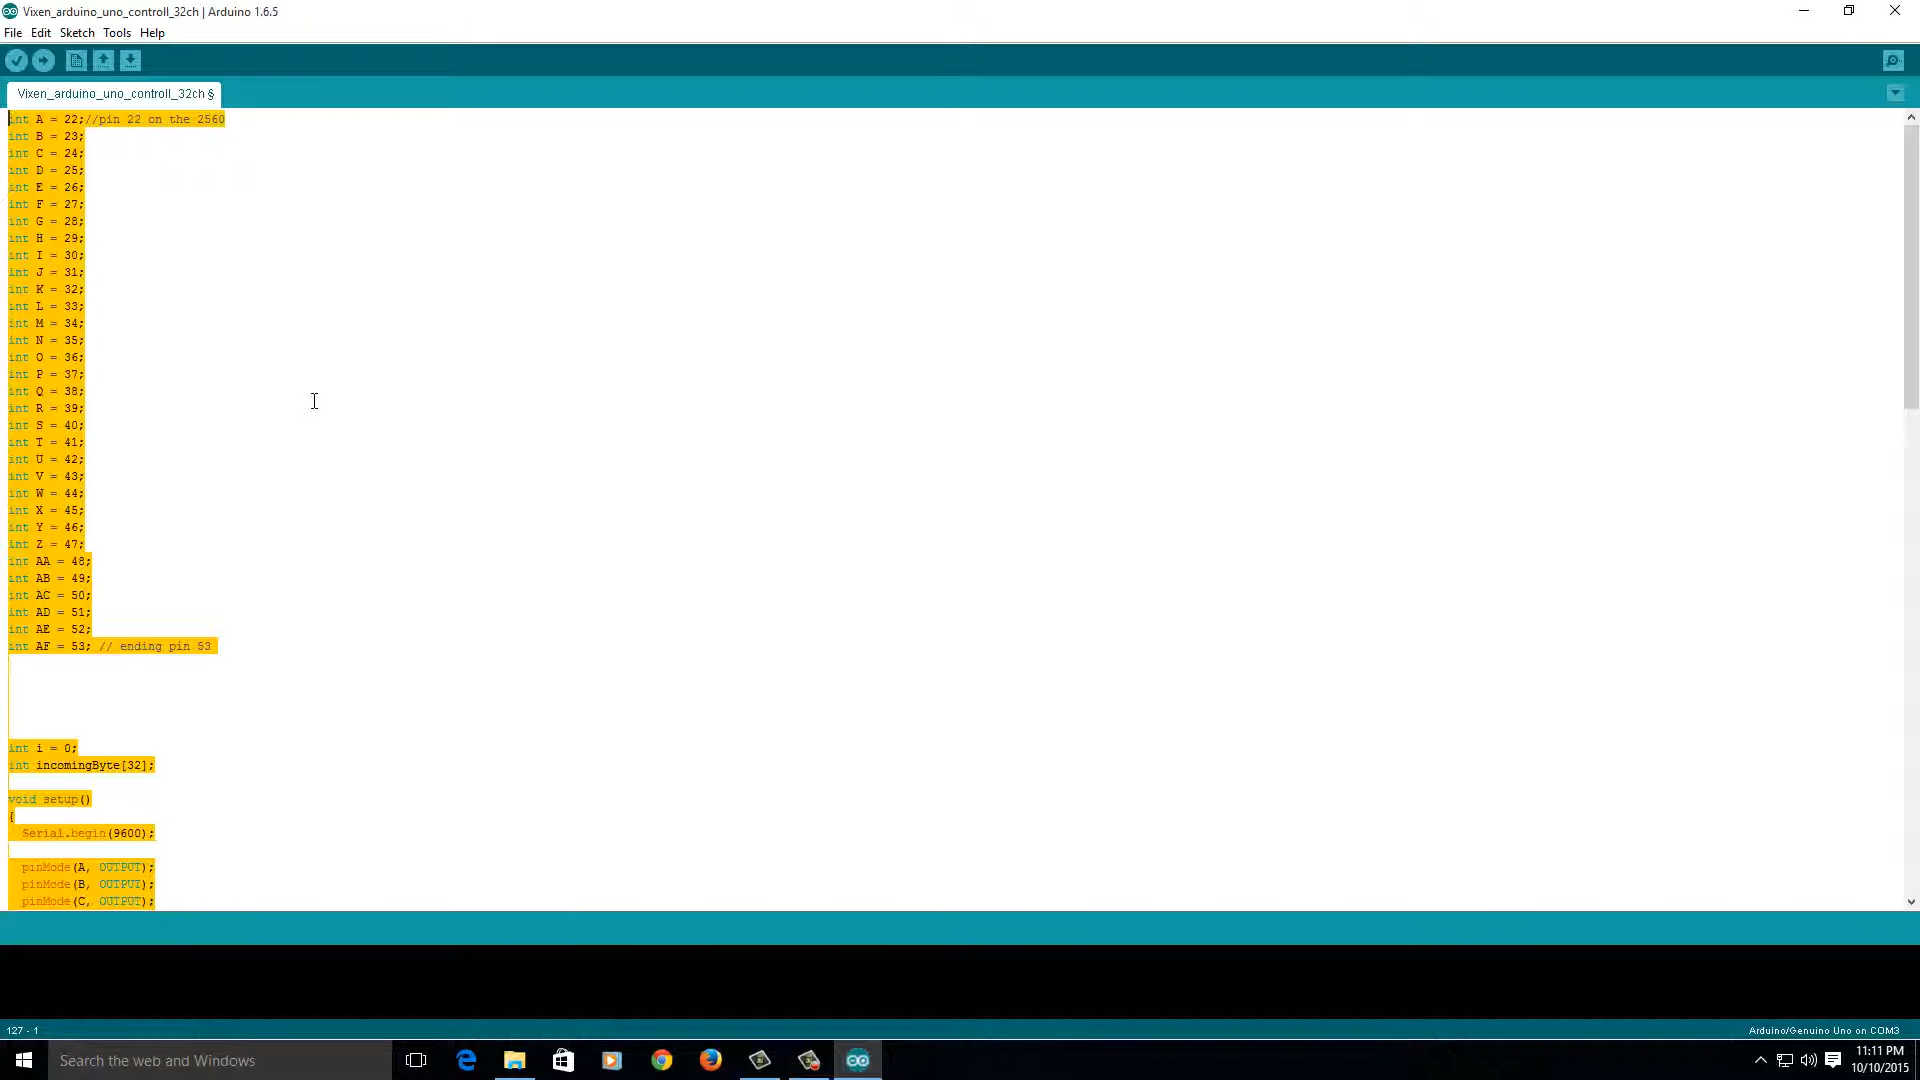 Vixen_arduino_uno_controll_32ch | Arduino 1.6.5
File Edit Sketch Tools Help
Vixen_arduino_uno_controll_32ch §
int A = 22;//pin 22 on the 2560
int B = 23;
int C = 24;
int D = 25;
int E = 26;
int F = 27;
int G = 28;
int H = 29;
int I = 30;
int J = 31;
int K = 32;
int L = 33;
int M = 34;
int N = 35;
int O = 36;
int P = 37;
int Q = 38;
int R = 39;
int S = 40;
int T = 41;
int U = 42;
int V = 43;
int W = 44;
int X = 45;
int Y = 46;
int Z = 47;
int AA = 48;
int AB = 49;
int AC = 50;
int AD = 51;
int AE = 52;
int AF = 53; // ending pin 53
int i = 0;
int incomingByte[32];
void setup()
{
Serial.begin(9600);
pinMode(A, OUTPUT);
pinMode(B, OUTPUT);
pinMode(C, OUTPUT);
127 - 1
Arduino/Genuino Uno on COM3
Search the web and Windows
11:11 PM
10/10/2015